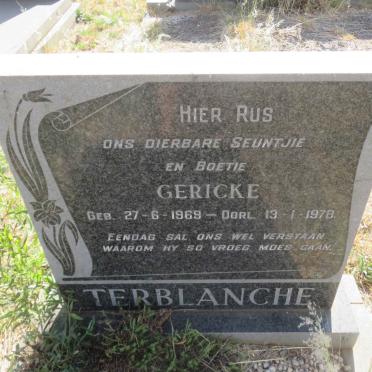 HIER RUS
ONS DIERBARE SEUNTJIE
EN BOETIE
GERICKE
GEB. 27-6-1969 - OORL. 13-1-1978
EENDAG SAL ONS WEL VERSTAAN
WAAROM HY SO VROEG MOES GAAN.
TERBLANCHE